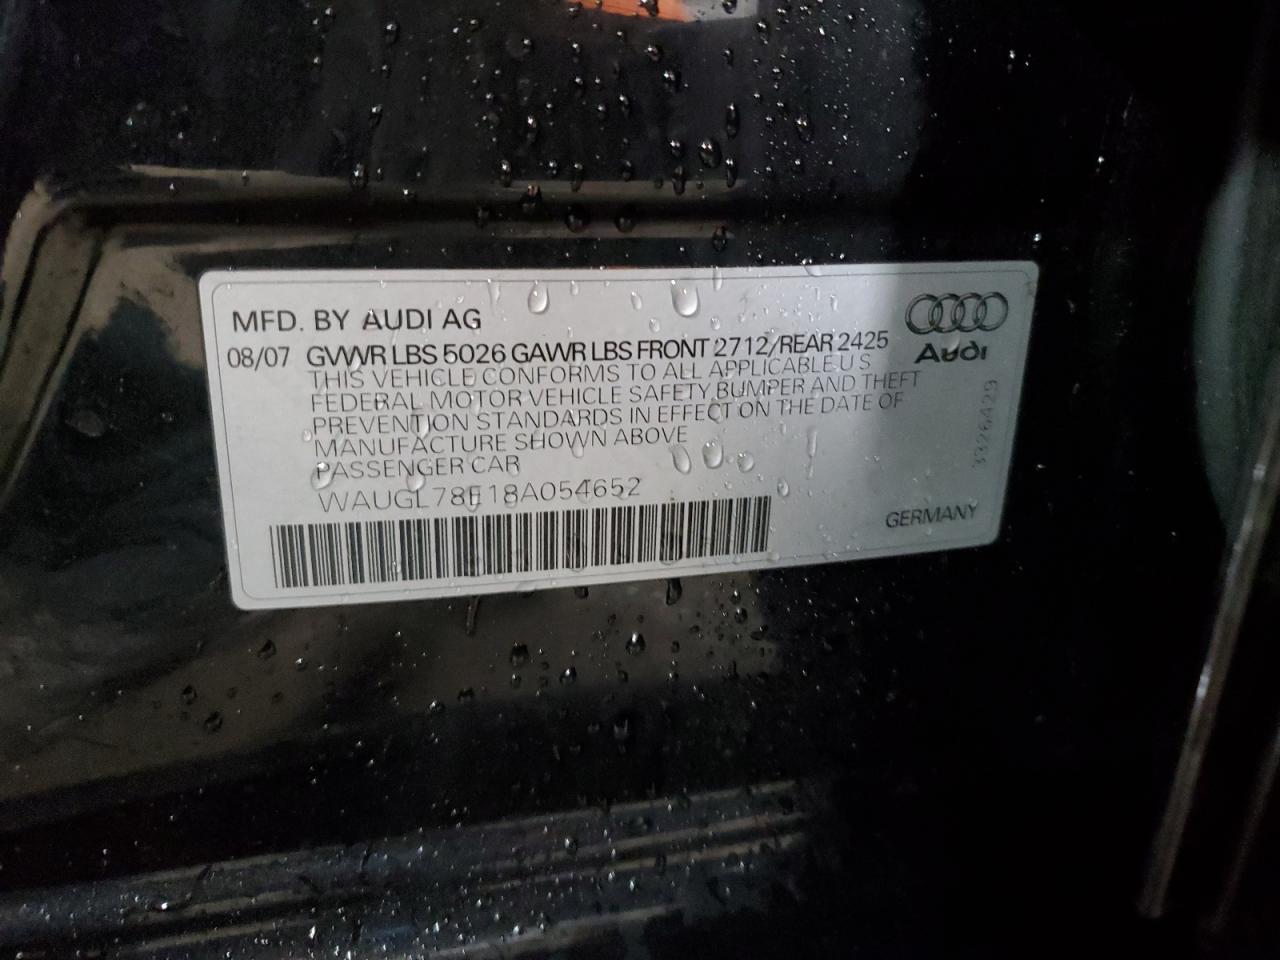 MFD. BY AUDI AG
08/07 GVWR LBS 5026 GAWR LBS FRONT 2712/REAR 2425
Audi
THIS VEHICLE CONFORMS TO ALL APPLICABLE U S
FEDERAL MOTOR VEHICLE SAFETY, BUMPER AND THEFT
PREVENTION STANDARDS IN EFFECT ON THE DATE OF
MANUFACTURE SHOWN ABOVE
PASSENGER CAR
WAUGL78E18A054652
GERMANY
3326429